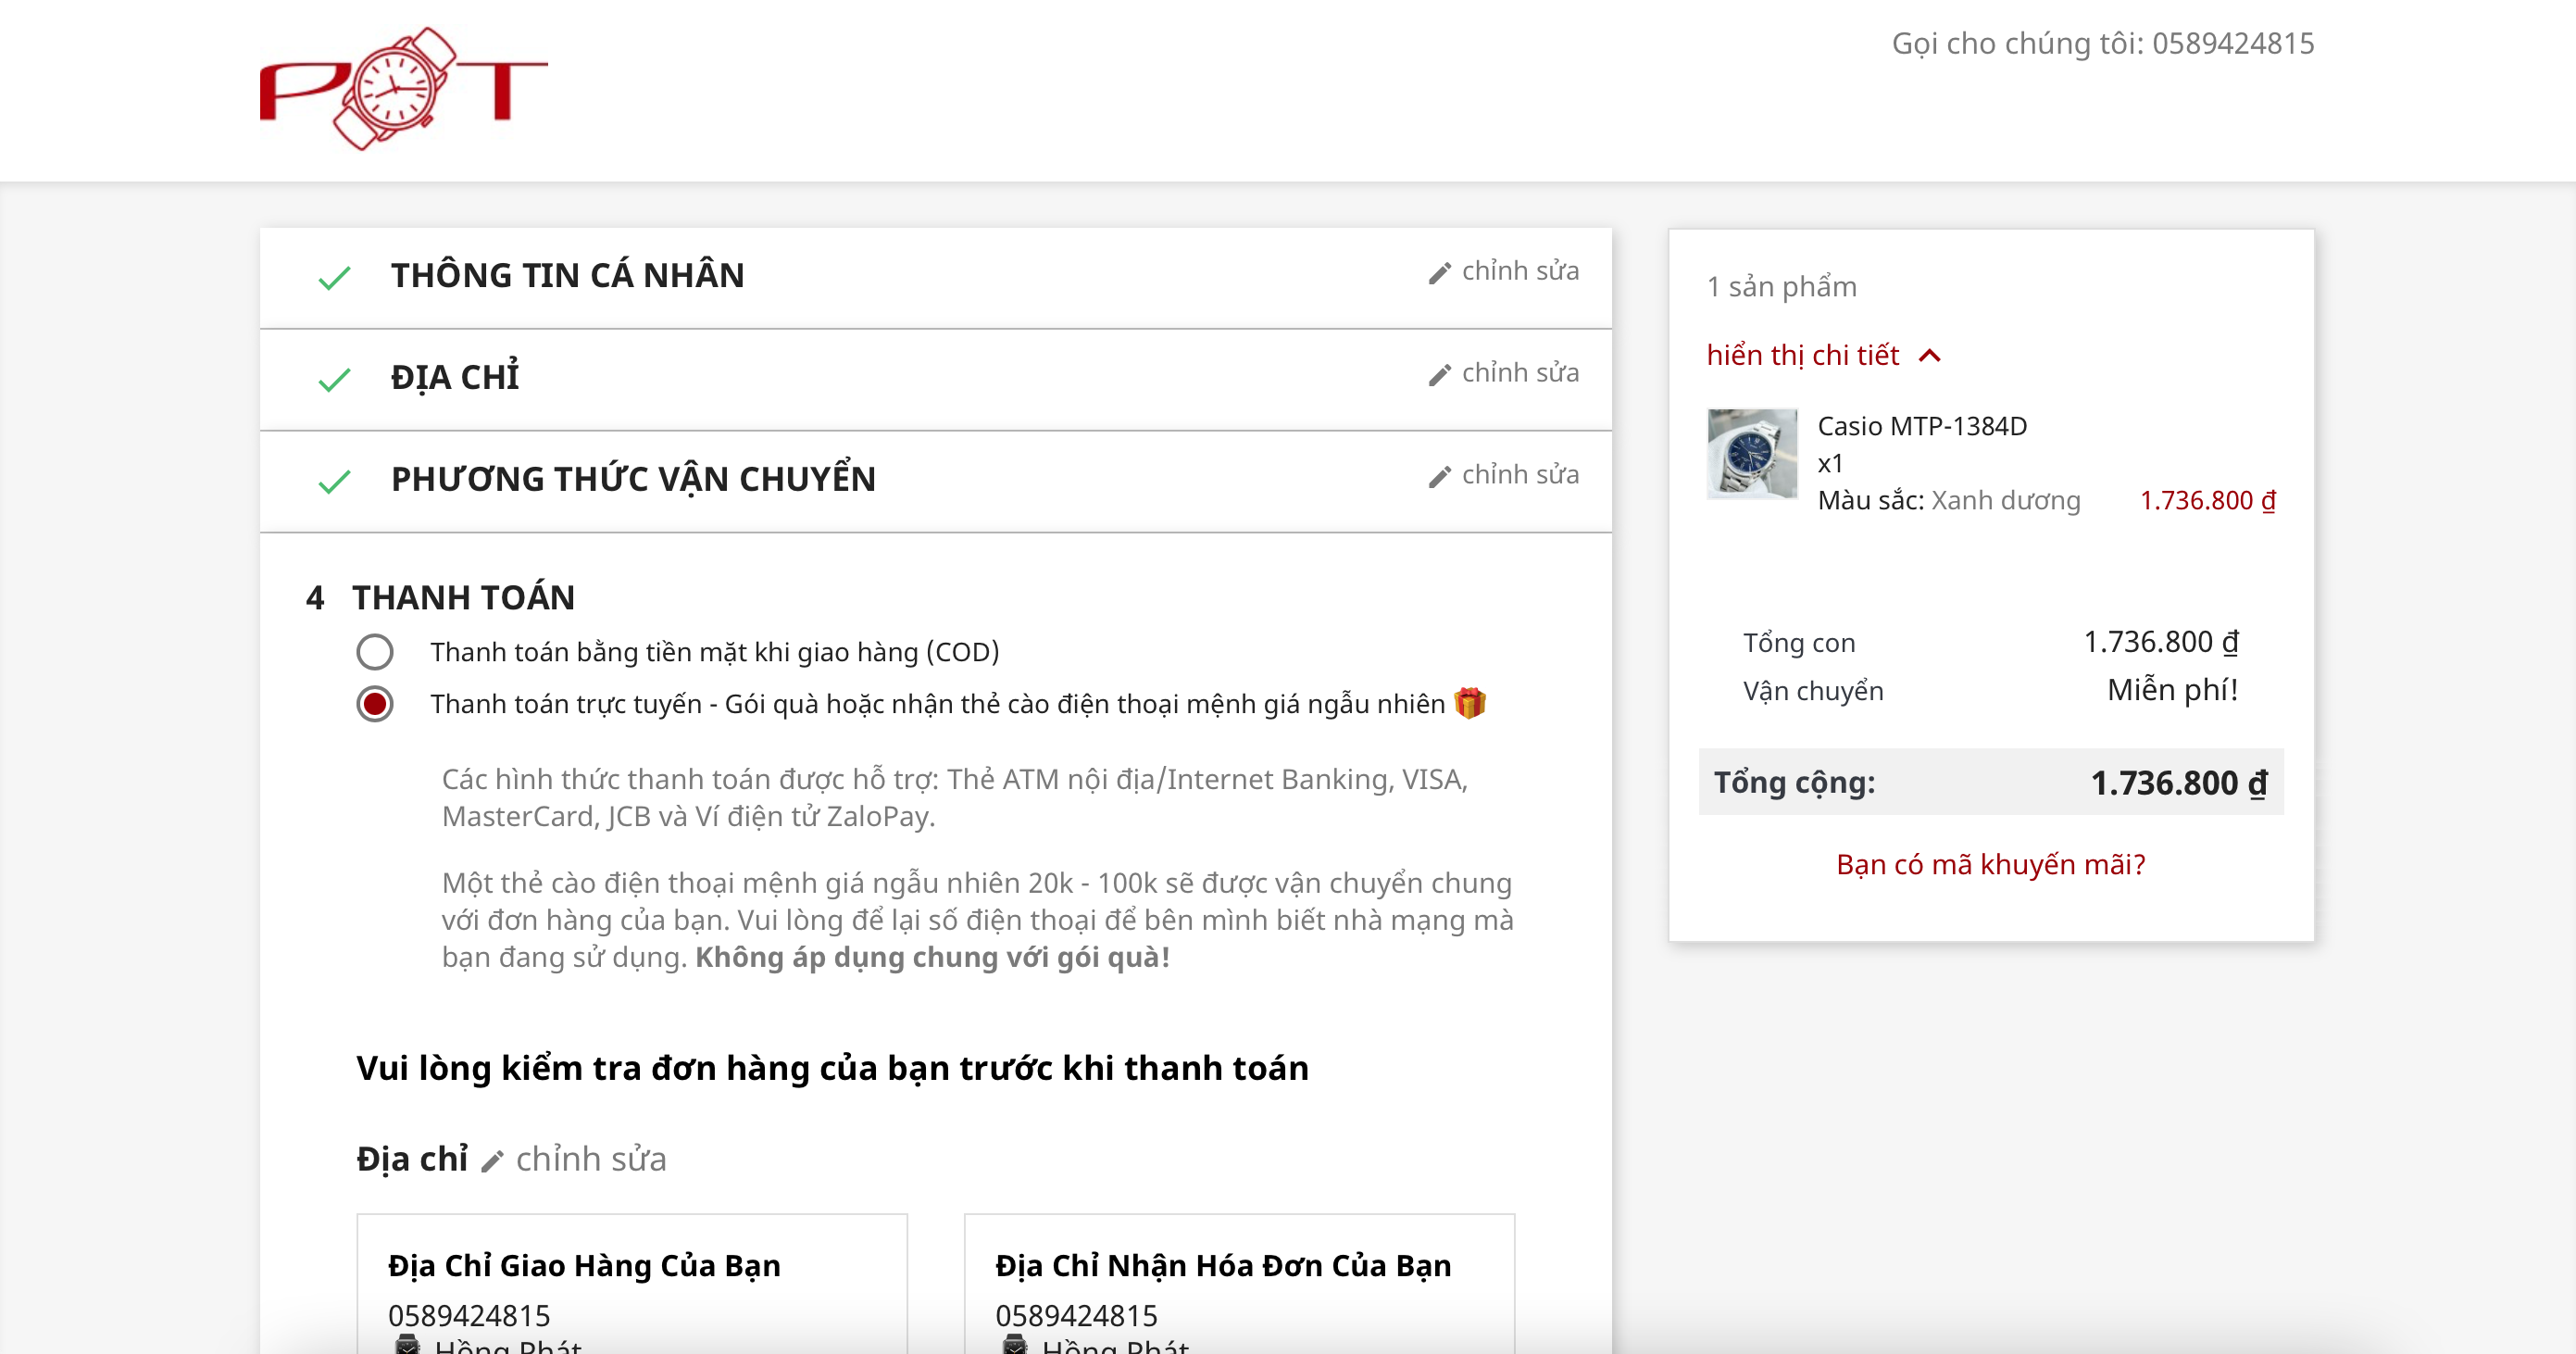 POT
Gọi cho chúng tôi: 0589424815
THÔNG TIN CÁ NHÂN
chỉnh sửa
ĐỊA CHỈ
chỉnh sửa
PHƯƠNG THỨC VẬN CHUYỂN
chỉnh sửa
4 THANH TOÁN
Thanh toán bằng tiền mặt khi giao hàng (COD)
Thanh toán trực tuyến - Gói quà hoặc nhận thẻ cào điện thoại mệnh giá ngẫu nhiên 🎁
Các hình thức thanh toán được hỗ trợ: Thẻ ATM nội địa/Internet Banking, VISA,
MasterCard, JCB và Ví điện tử ZaloPay.
Một thẻ cào điện thoại mệnh giá ngẫu nhiên 20k - 100k sẽ được vận chuyển chung
với đơn hàng của bạn. Vui lòng để lại số điện thoại để bên mình biết nhà mạng mà
bạn đang sử dụng. Không áp dụng chung với gói quà!
Vui lòng kiểm tra đơn hàng của bạn trước khi thanh toán
Địa chỉ chỉnh sửa
Địa Chỉ Giao Hàng Của Bạn
0589424815
Hồng Phát
Địa Chỉ Nhận Hóa Đơn Của Bạn
0589424815
Hồng Phát
1 sản phẩm
hiển thị chi tiết
Casio MTP-1384D
x1
Màu sắc: Xanh dương 1.736.800 ₫
Tổng con 1.736.800 ₫
Vận chuyển Miễn phí!
Tổng cộng: 1.736.800 ₫
Bạn có mã khuyến mãi?